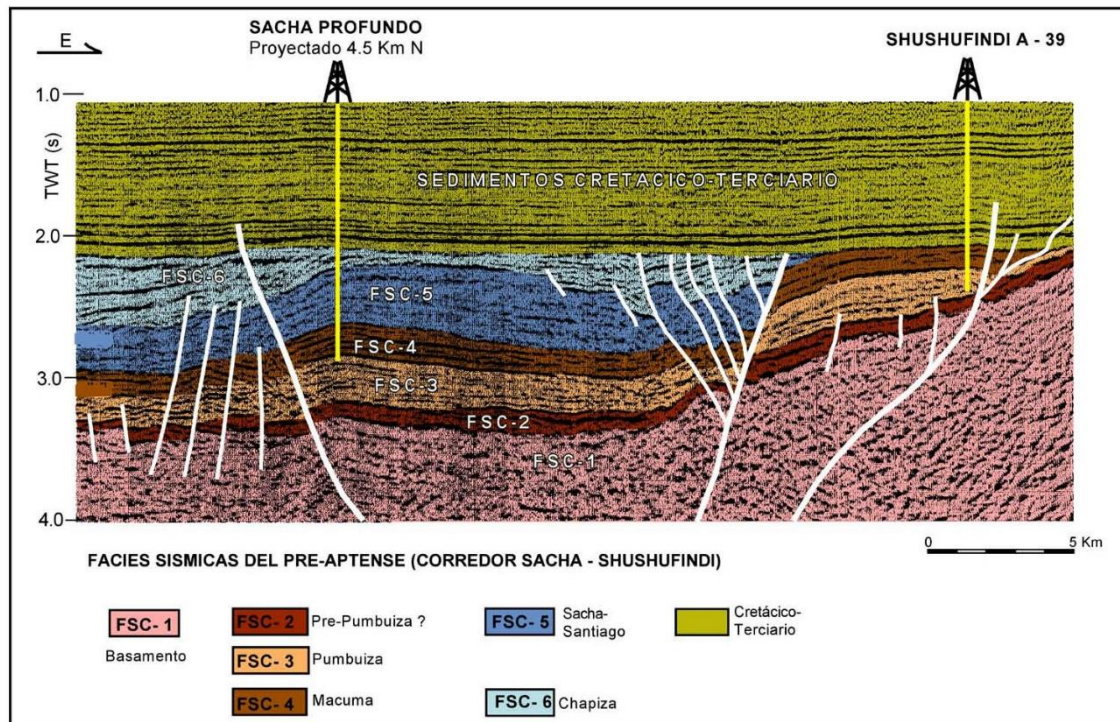 E
SACHA PROFUNDO
Proyectado 4.5 Km N
SHUSHUFINDI A - 39
1.0
TWT (s)
SEDIMENTOS CRETACICO-TERCIARIO
2.0
FSC-6
FSC-5
FSC-4
3.0
FSC-3
FSC-2
FSC-1
4.0
0 5 Km
FACIES SISMICAS DEL PRE-APTENSE (CORREDOR SACHA - SHUSHUFINDI)
FSC- 1
Basamento
FSC- 2 Pre-Pumbuiza ?
FSC- 3 Pumbuiza
FSC- 4 Macuma
FSC- 5 Sacha-
Santiago
FSC- 6 Chapiza
Cretácico-
Terciario